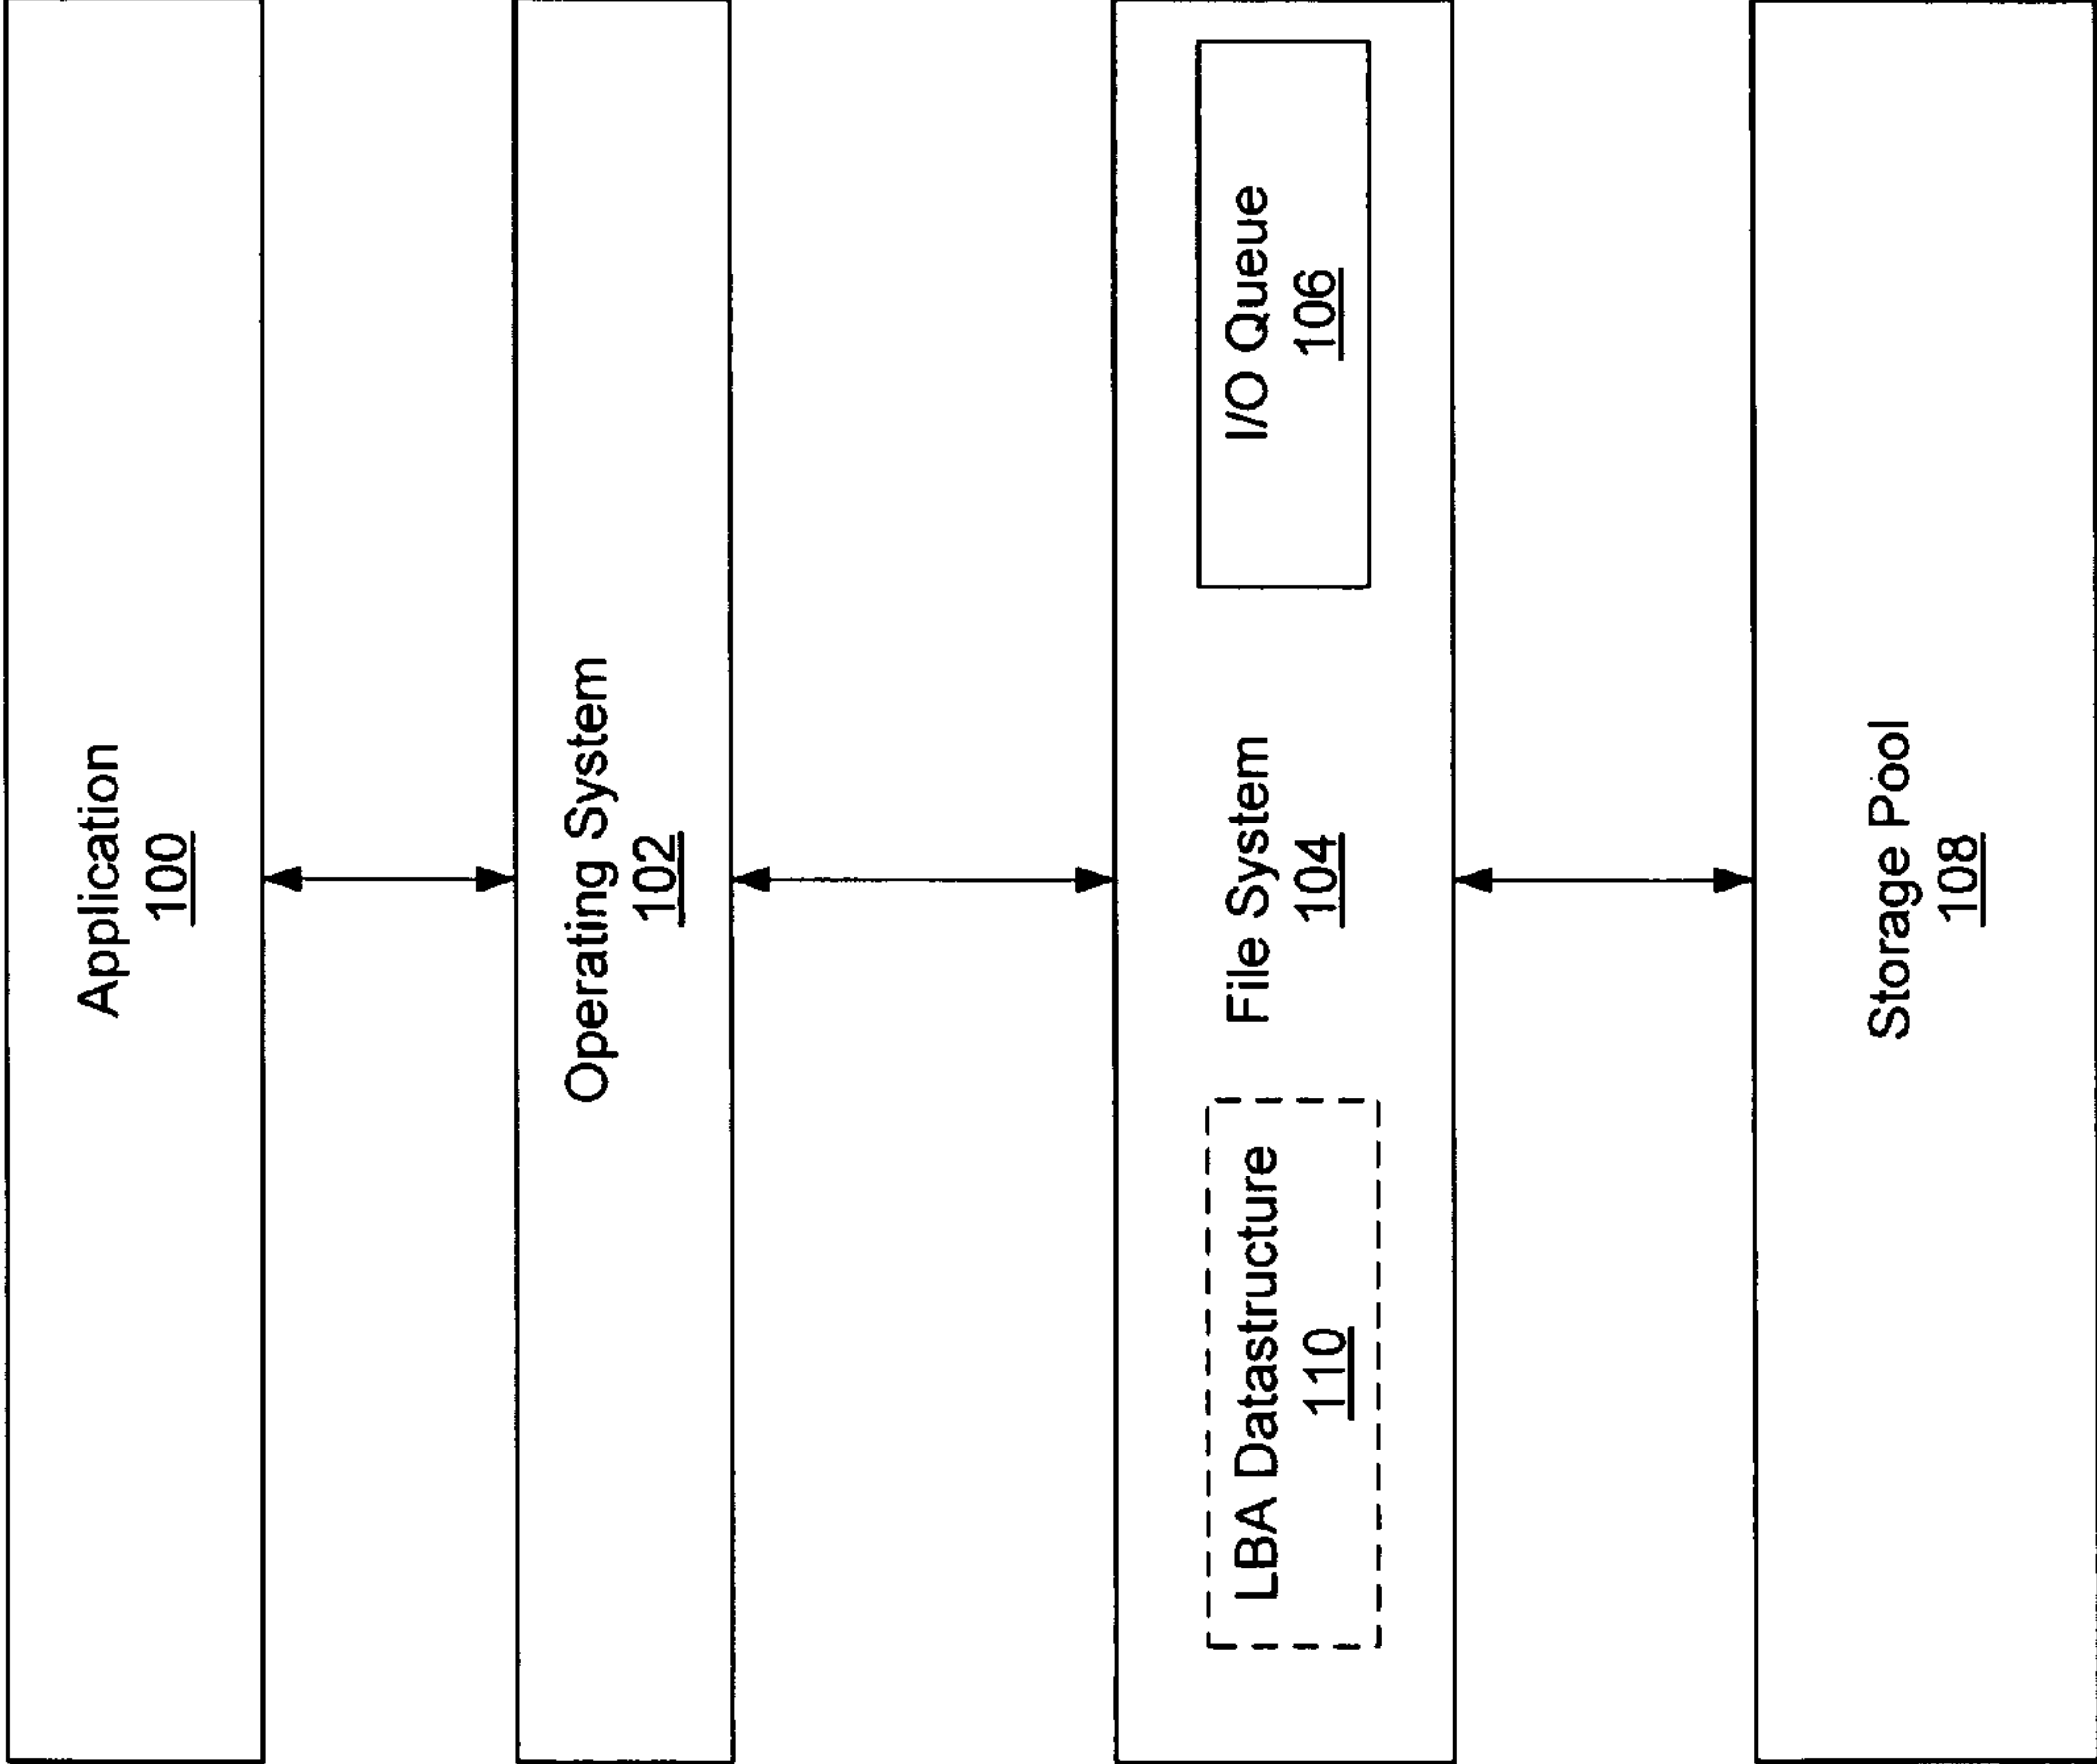 Application
100
Operating System
102
LBA Datastructure
110
File System
104
I/O Queue
106
Storage Pool
108